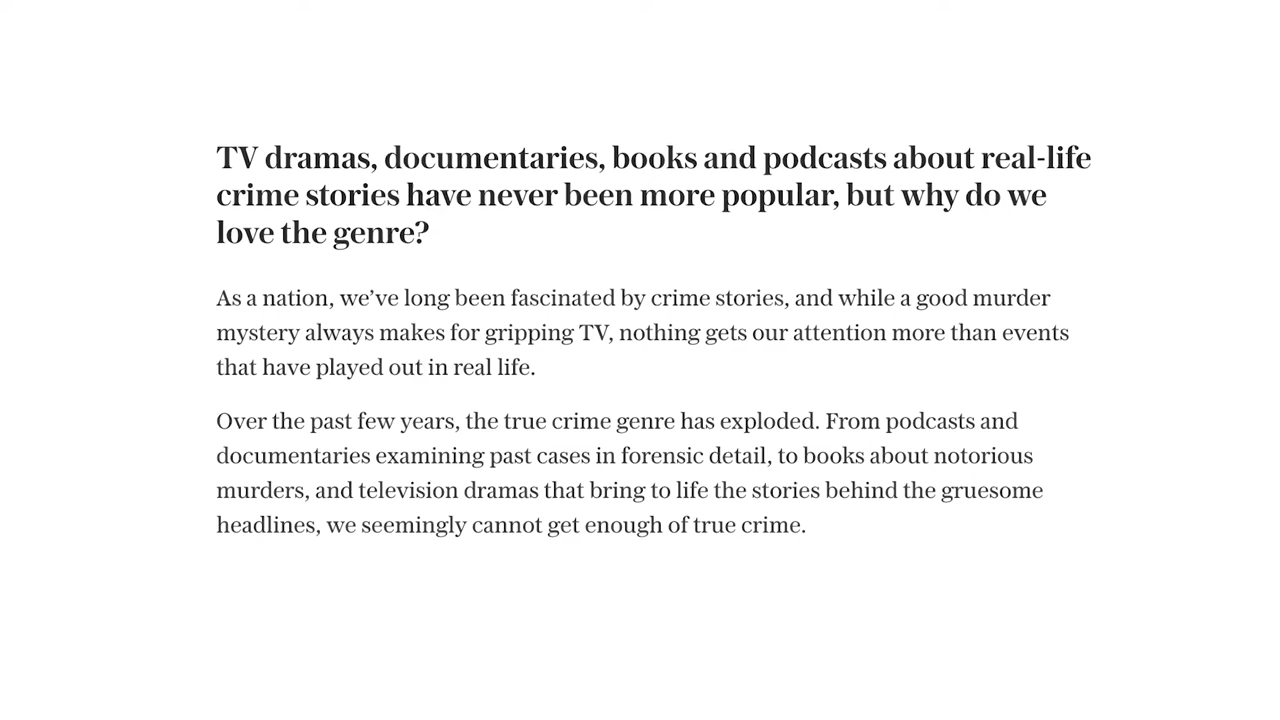 TV dramas, documentaries, books and podcasts about real-life
crime stories have never been more popular, but why do we
love the genre?
As a nation, we’ve long been fascinated by crime stories, and while a good murder
mystery always makes for gripping TV, nothing gets our attention more than events
that have played out in real life.
Over the past few years, the true crime genre has exploded. From podcasts and
documentaries examining past cases in forensic detail, to books about notorious
murders, and television dramas that bring to life the stories behind the gruesome
headlines, we seemingly cannot get enough of true crime.